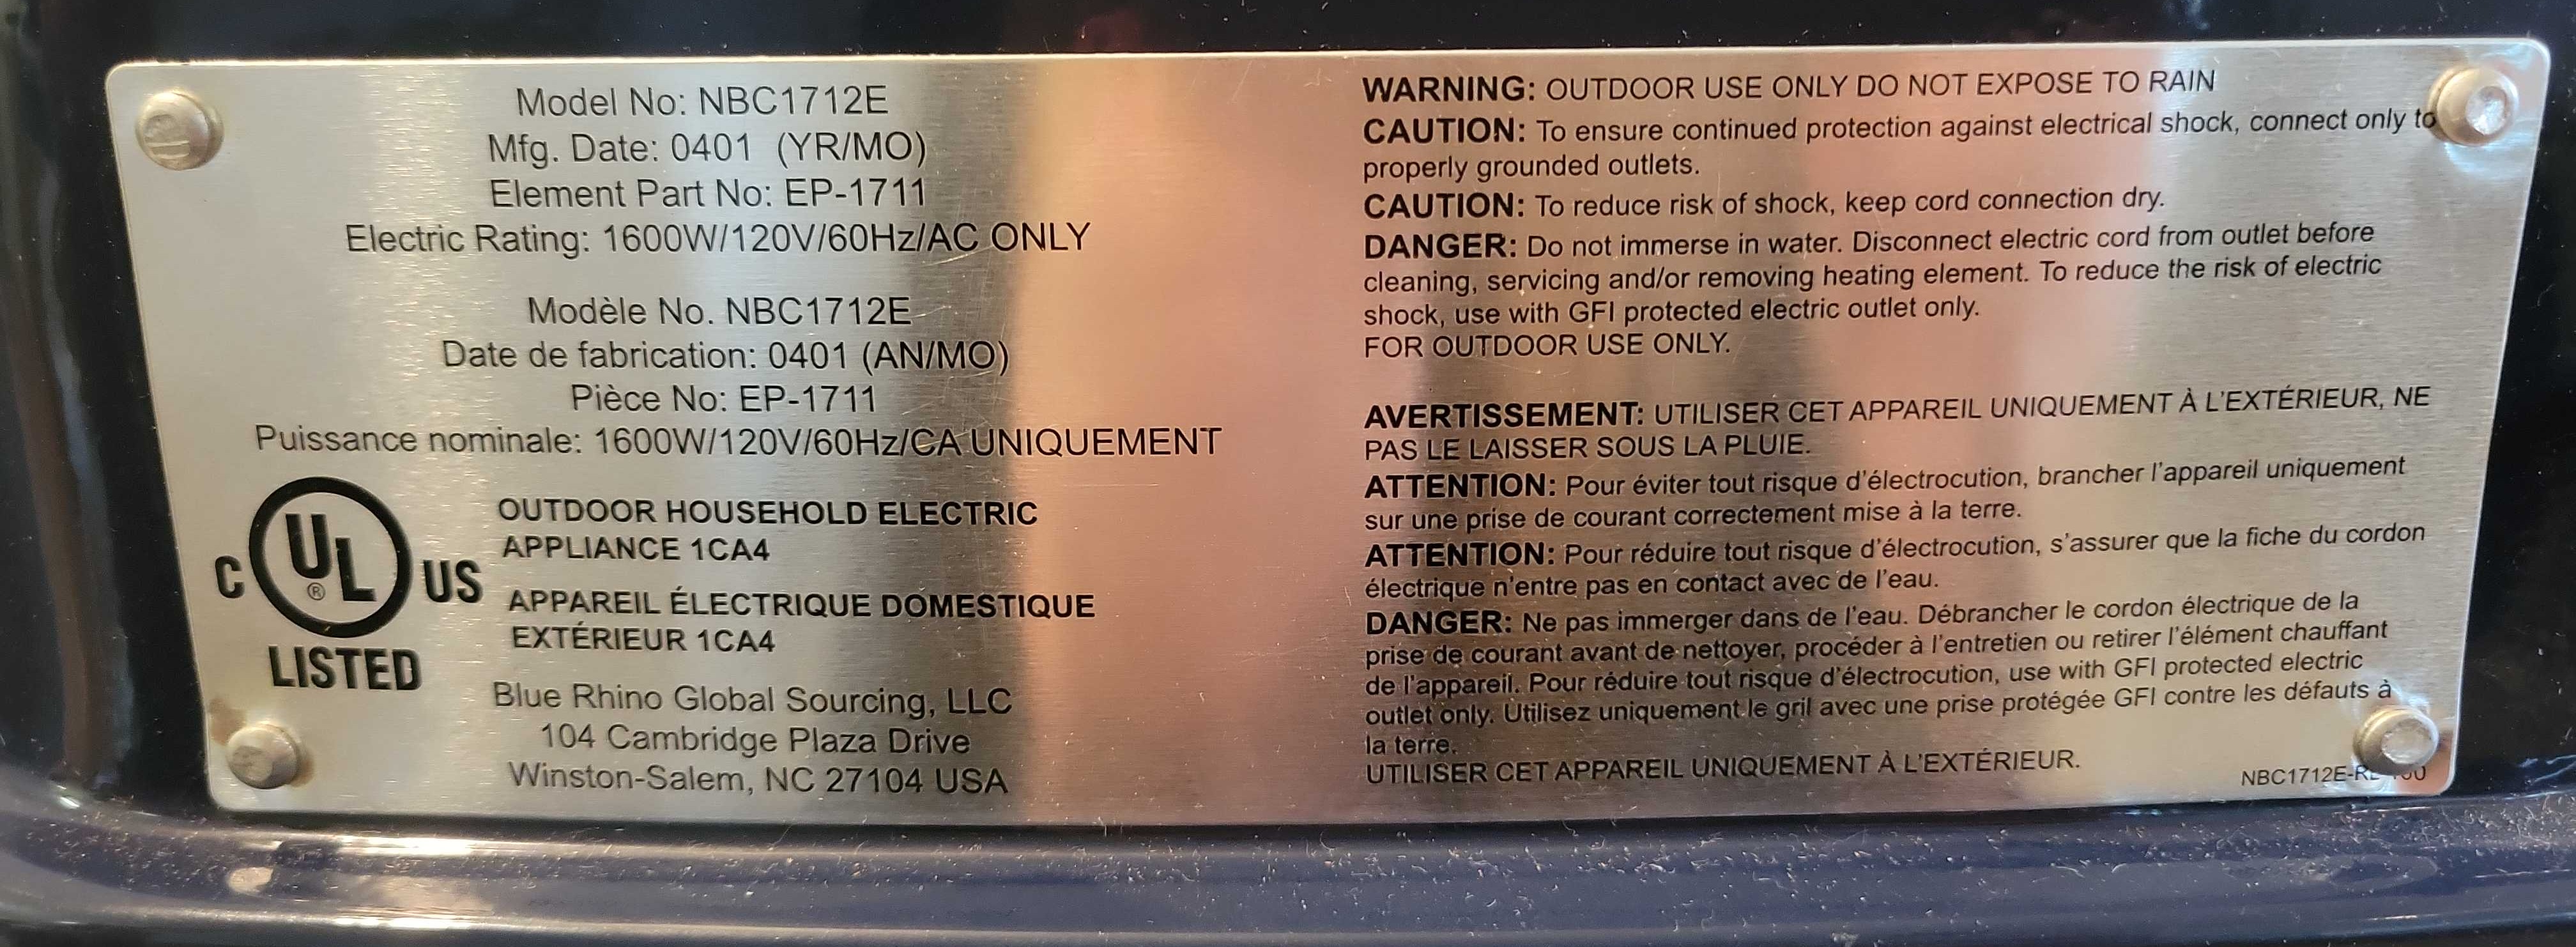 Model No: NBC1712E
Mfg. Date: 0401 (YR/MO)
Element Part No: EP-1711
Electric Rating: 1600W/120V/60Hz/AC ONLY
Modèle No. NBC1712E
Date de fabrication: 0401 (AN/MO)
Pièce No: EP-1711
Puissance nominale: 1600W/120V/60Hz/CA UNIQUEMENT
C UL ® US
LISTED
OUTDOOR HOUSEHOLD ELECTRIC
APPLIANCE 1CA4
APPAREIL ÉLECTRIQUE DOMESTIQUE
EXTÉRIEUR 1CA4
Blue Rhino Global Sourcing, LLC
104 Cambridge Plaza Drive
Winston-Salem, NC 27104 USA
WARNING: OUTDOOR USE ONLY DO NOT EXPOSE TO RAIN
CAUTION: To ensure continued protection against electrical shock, connect only to
properly grounded outlets.
CAUTION: To reduce risk of shock, keep cord connection dry.
DANGER: Do not immerse in water. Disconnect electric cord from outlet before
cleaning, servicing and/or removing heating element. To reduce the risk of electric
shock, use with GFI protected electric outlet only.
FOR OUTDOOR USE ONLY.
AVERTISSEMENT: UTILISER CET APPAREIL UNIQUEMENT À L'EXTÉRIEUR, NE
PAS LE LAISSER SOUS LA PLUIE.
ATTENTION: Pour éviter tout risque d'électrocution, brancher l'appareil uniquement
sur une prise de courant correctement mise à la terre.
ATTENTION: Pour réduire tout risque d'électrocution, s'assurer que la fiche du cordon
électrique n'entre pas en contact avec de l'eau.
DANGER: Ne pas immerger dans de l'eau. Débrancher le cordon électrique de la
prise de courant avant de nettoyer, procéder à l'entretien ou retirer l'élément chauffant
de l'appareil. Pour réduire tout risque d'électrocution, use with GFI protected electric
outlet only. Utilisez uniquement le gril avec une prise protégée GFI contre les défauts à
la terre.
UTILISER CET APPAREIL UNIQUEMENT À L'EXTÉRIEUR.